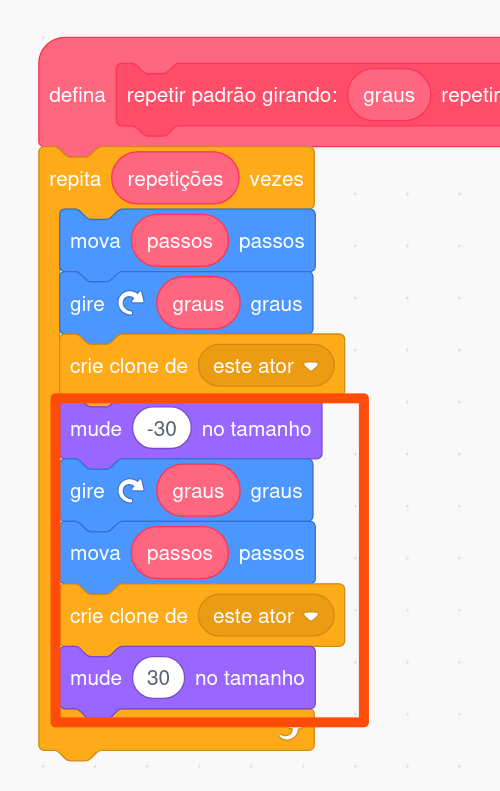 defina repetir padrão girando: graus repetir
repita repetições vezes
mova passos passos
gire graus graus
crie clone de este ator
mude -30 no tamanho
gire graus graus
mova passos passos
crie clone de este ator
mude 30 no tamanho